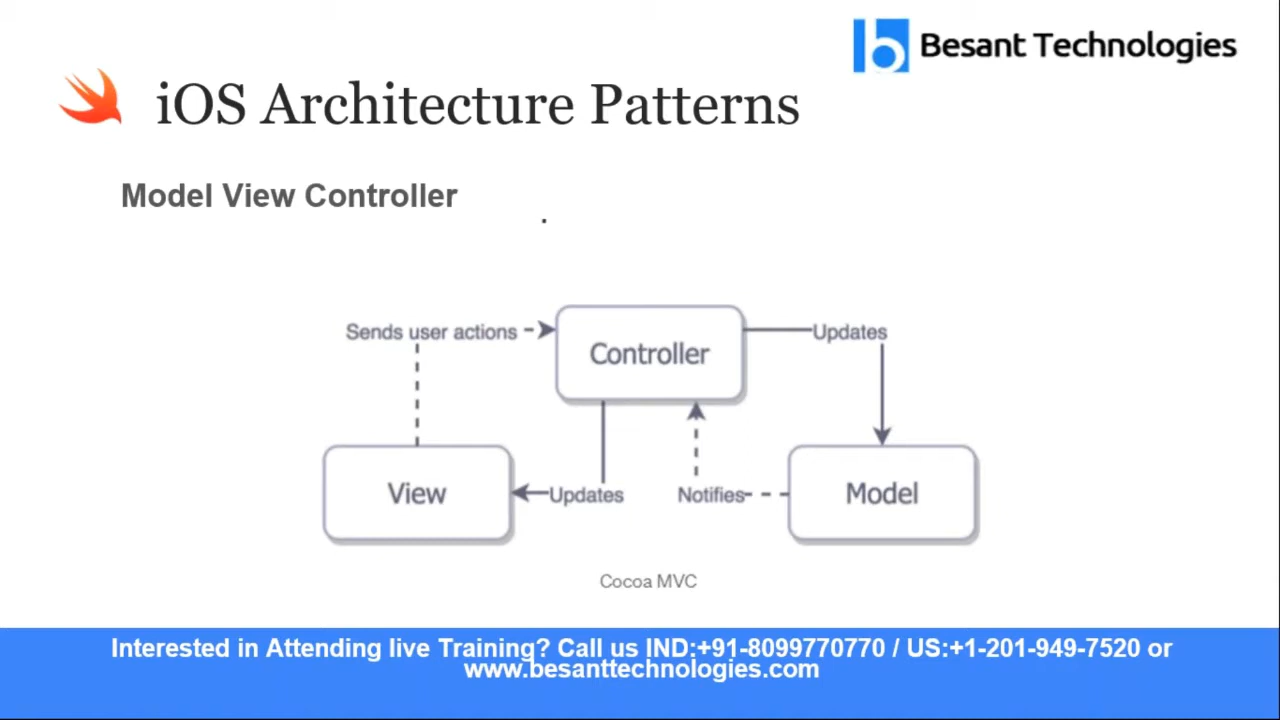 Besant Technologies
iOS Architecture Patterns
Model View Controller
Sends user actions
Controller
Updates
View
Updates
Notifies
Model
Cocoa MVC
Interested in Attending live Training? Call us IND:+91-8099770770 / US:+1-201-949-7520 or
www.besanttechnologies.com